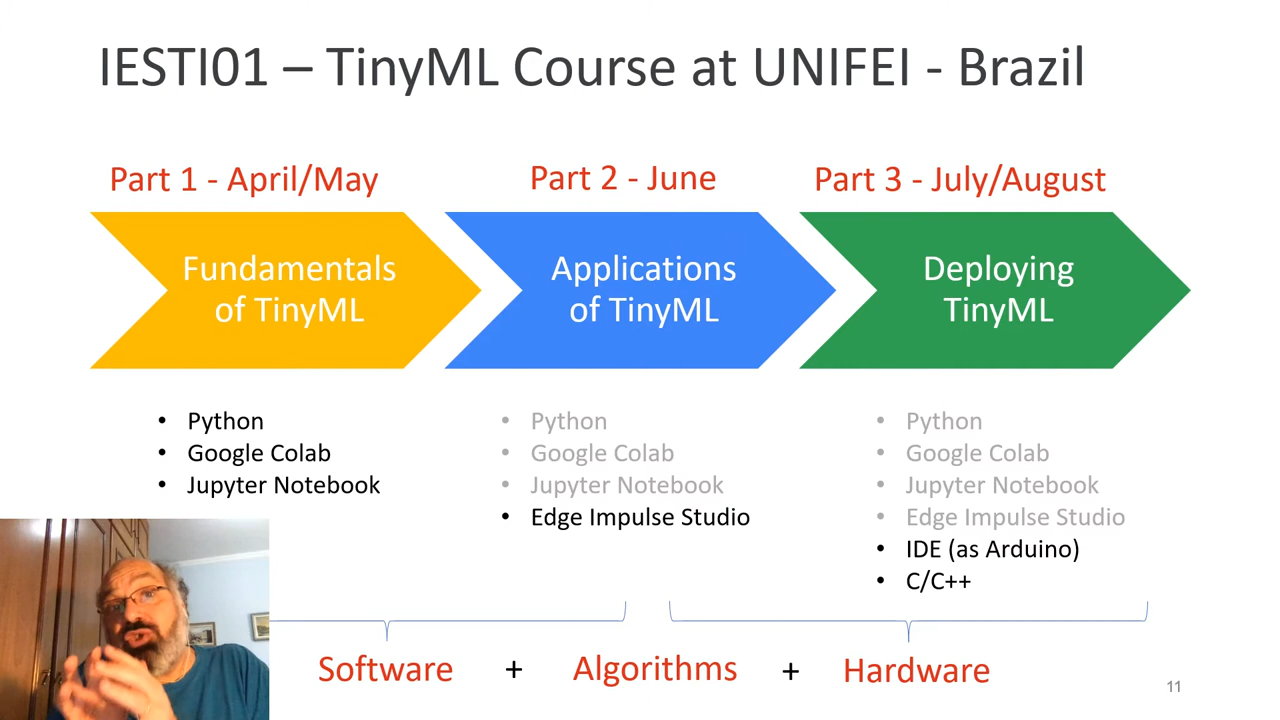 IESTI01 – TinyML Course at UNIFEI - Brazil
Part 1 - April/May
Part 2 - June
Part 3 - July/August
Fundamentals
of TinyML
Applications
of TinyML
Deploying
TinyML
• Python
• Google Colab
• Jupyter Notebook
• Python
• Google Colab
• Jupyter Notebook
• Edge Impulse Studio
• Python
• Google Colab
• Jupyter Notebook
• Edge Impulse Studio
• IDE (as Arduino)
• C/C++
Software + Algorithms + Hardware
11